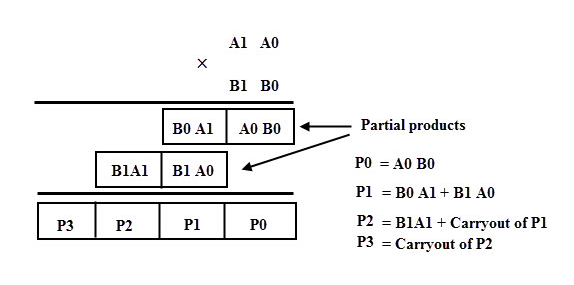 A1 A0
×
B1 B0
B0 A1 A0 B0
Partial products
B1A1 B1 A0
P0 = A0 B0
P1 = B0 A1 + B1 A0
P2 = B1A1 + Carryout of P1
P3 = Carryout of P2
P3 P2 P1 P0